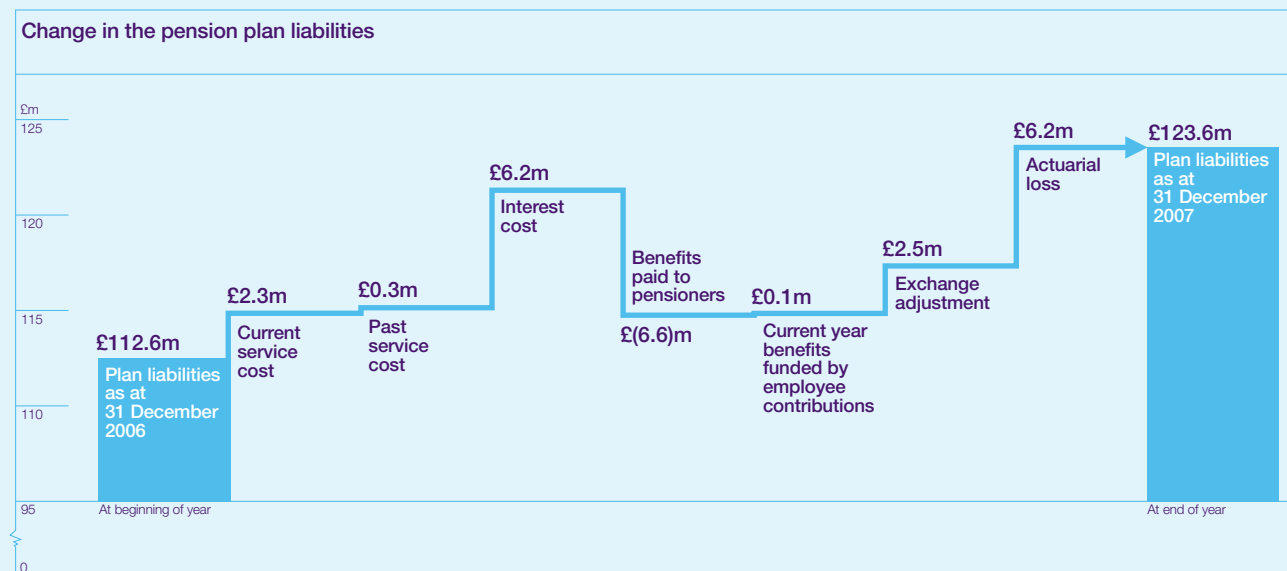 Change in the pension plan liabilities
£m
125
120
115
110
95
0
£112.6m
Plan liabilities
as at
31 December
2006
At beginning of year
£2.3m
Current
service
cost
£0.3m
Past
service
cost
£6.2m
Interest
cost
Benefits
paid to
pensioners
£(6.6)m
£0.1m
Current year
benefits
funded by
employee
contributions
£2.5m
Exchange
adjustment
£6.2m
Actuarial
loss
£123.6m
Plan liabilities
as at
31 December
2007
At end of year